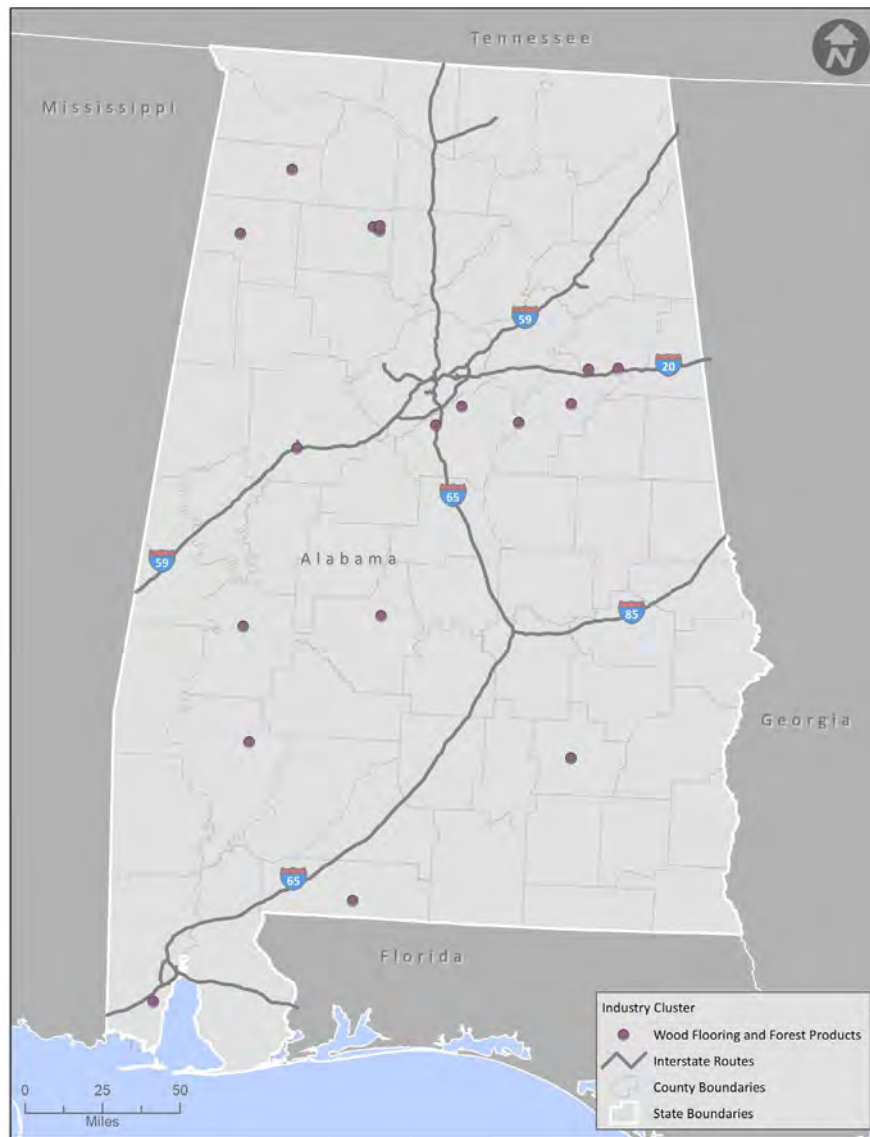 Tennessee
N
Mississippi
59
20
65
Alabama
59
85
Georgia
65
Florida
Industry Cluster
Wood Flooring and Forest Products
Interstate Routes
County Boundaries
State Boundaries
0 25 50
Miles